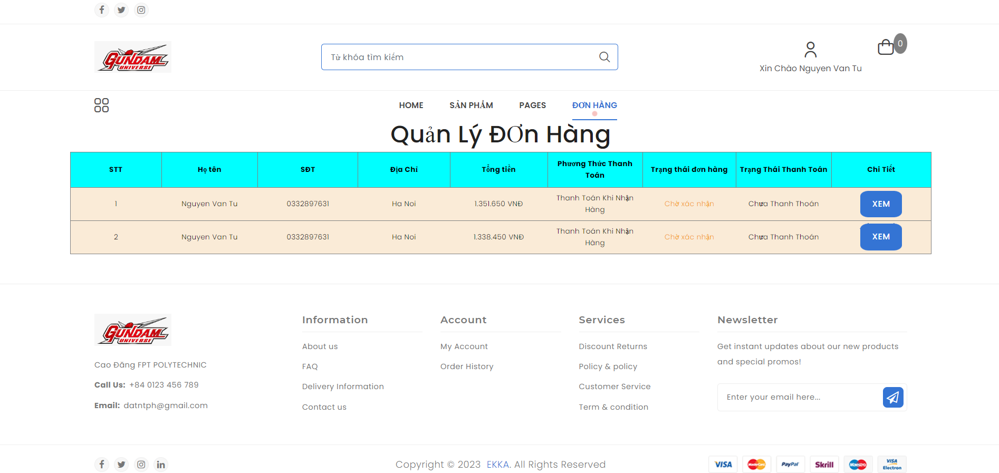 GUNDAM
UNIVERSE
Từ khóa tìm kiếm
0
Xin Chào Nguyen Van Tu
HOME SẢN PHẨM PAGES ĐƠN HÀNG
Quản Lý ĐƠn Hàng
STT Họ tên SĐT Địa Chỉ Tổng tiền Phương Thức Thanh Toán Trạng thái đơn hàng Trạng Thái Thanh Toán Chi Tiết
1 Nguyen Van Tu 0332897631 Ha Noi 1.351.650 VNĐ Thanh Toán Khi Nhận Hàng Chờ xác nhận Chưa Thanh Thoán XEM
2 Nguyen Van Tu 0332897631 Ha Noi 1.338.450 VNĐ Thanh Toán Khi Nhận Hàng Chờ xác nhận Chưa Thanh Thoán XEM
GUNDAM
UNIVERSE
Cao Đẳng FPT POLYTECHNIC
Call Us: +84 0123 456 789
Email: datntph@gmail.com
Information
About us
FAQ
Delivery Information
Contact us
Account
My Account
Order History
Services
Discount Returns
Policy & policy
Customer Service
Term & condition
Newsletter
Get instant updates about our new products
and special promos!
Enter your email here...
Copyright © 2023 EKKA. All Rights Reserved
VISA MasterCard PayPal Skrill Maestro VISA Electron